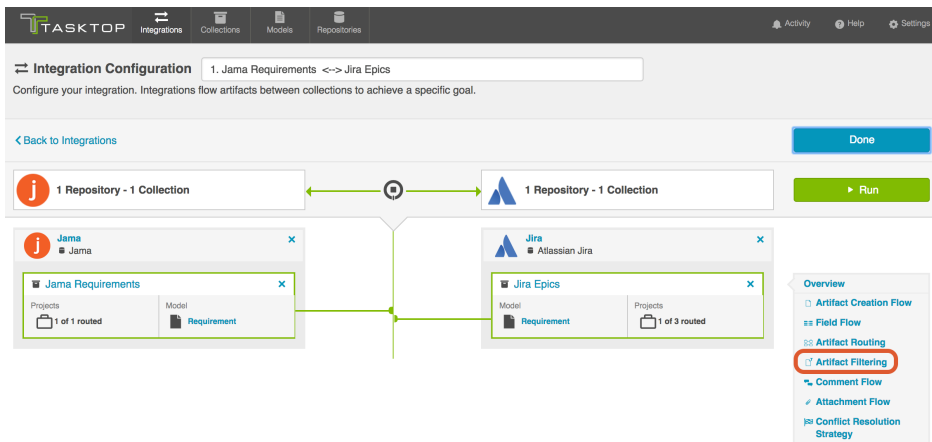 TASKTOP
Integrations
Collections
Models
Repositories
Activity
Help
Settings
Integration Configuration
1. Jama Requirements <--> Jira Epics
Configure your integration. Integrations flow artifacts between collections to achieve a specific goal.
Back to Integrations
Done
j
1 Repository - 1 Collection
1 Repository - 1 Collection
Run
j
Jama
Jama
Jira
Atlassian Jira
Jama Requirements
Projects
1 of 1 routed
Model
Requirement
Jira Epics
Model
Requirement
Projects
1 of 3 routed
Overview
Artifact Creation Flow
Field Flow
Artifact Routing
Artifact Filtering
Comment Flow
Attachment Flow
Conflict Resolution
Strategy